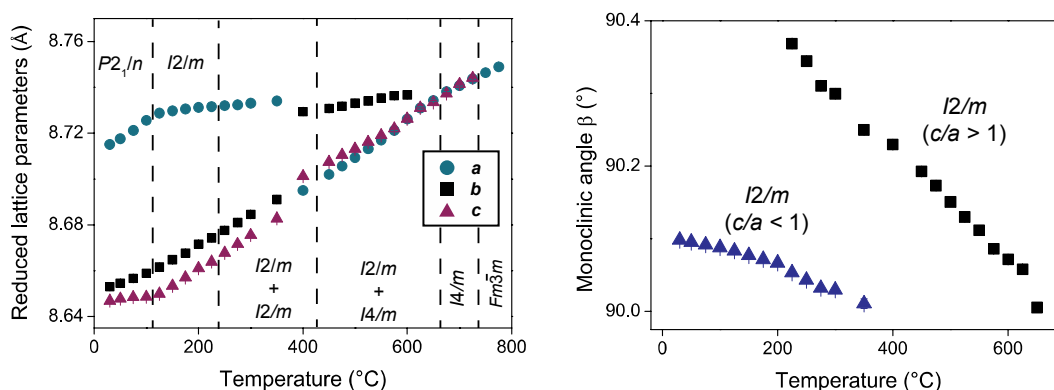 Reduced lattice parameters (Å)
8.76
8.72
8.68
8.64
P2₁/n
I2/m
a
b
c
I2/m
+
I2/m
I2/m
+
I4/m
I4/m
Fm3̄m
0
200
400
600
800
Temperature (°C)
Monoclinic angle β (°)
90.4
90.2
90.0
I2/m
(c/a > 1)
I2/m
(c/a < 1)
0
200
400
600
Temperature (°C)